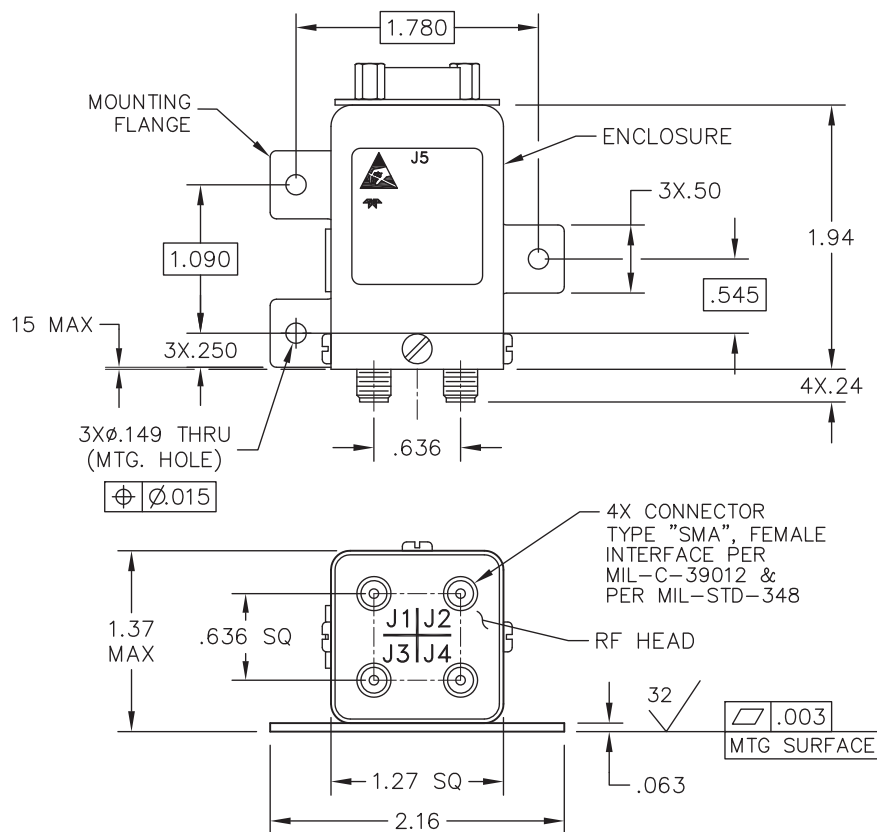 1.780
MOUNTING
FLANGE
J5
ENCLOSURE
3X.50
1.94
1.090
.545
15 MAX
3X.250
4X.24
3XØ.149 THRU
(MTG. HOLE)
⌖ Ø.015
.636
4X CONNECTOR
TYPE "SMA", FEMALE
INTERFACE PER
MIL-C-39012 &
PER MIL-STD-348
1.37
MAX
.636 SQ
J1 J2
J3 J4
RF HEAD
32
⏥ .003
MTG SURFACE
.063
1.27 SQ
2.16